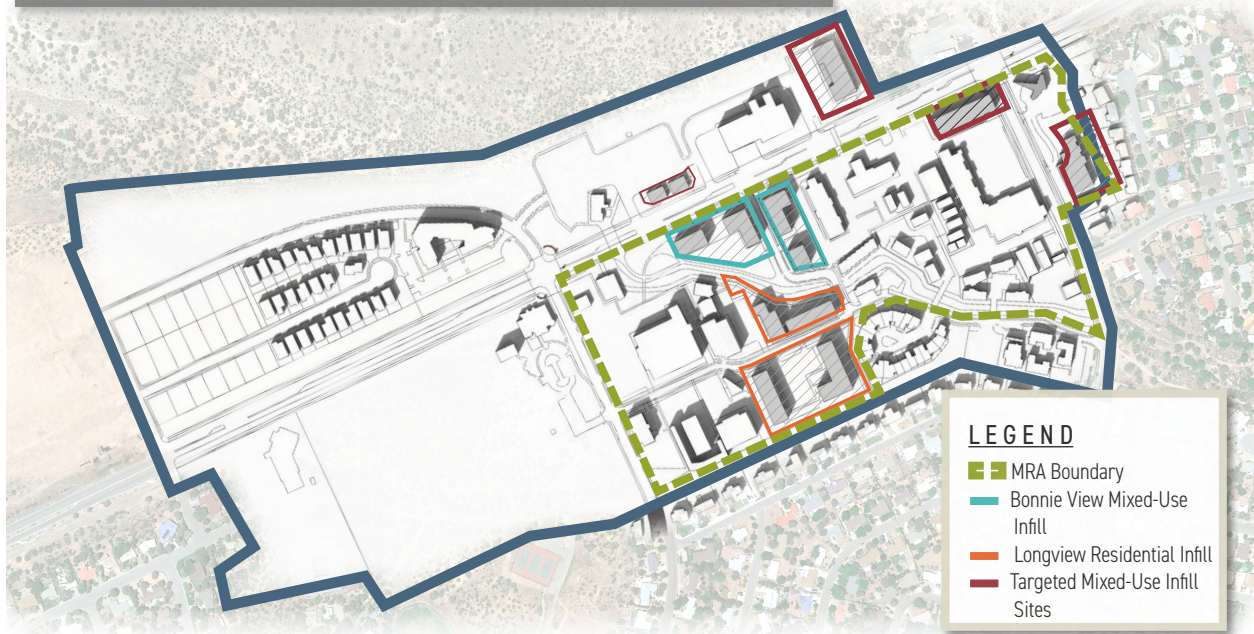 LEGEND
MRA Boundary
Bonnie View Mixed-Use
Infill
Longview Residential Infill
Targeted Mixed-Use Infill
Sites